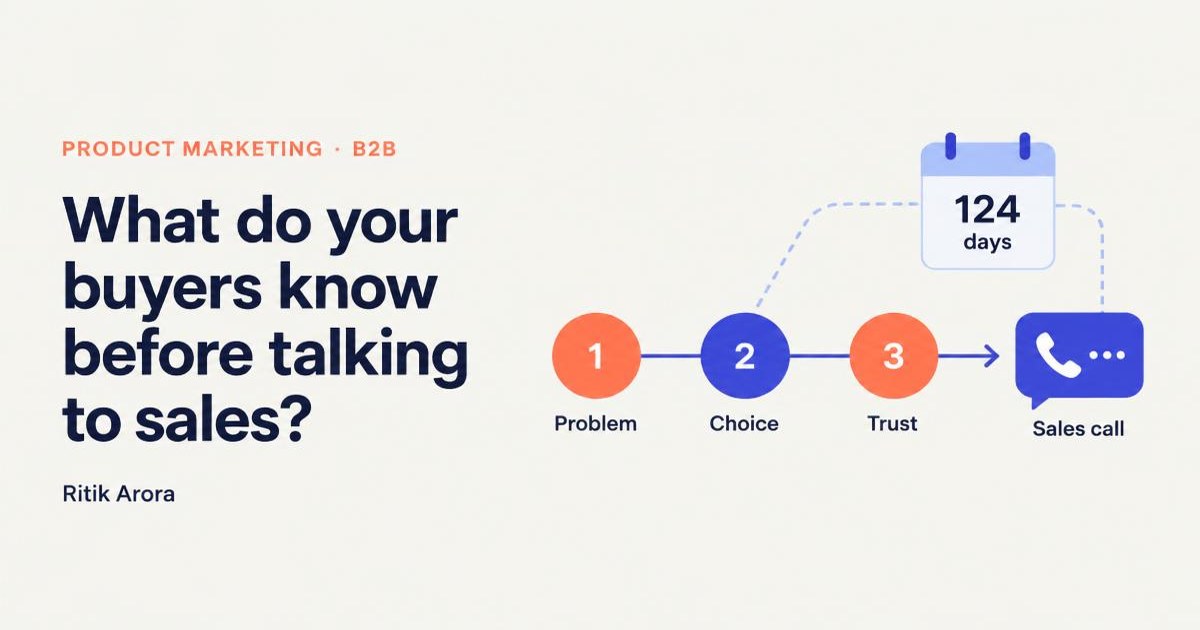 PRODUCT MARKETING · B2B
What do your
buyers know
before talking
to sales?
Ritik Arora
124
days
1
2
3
Problem
Choice
Trust
Sales call